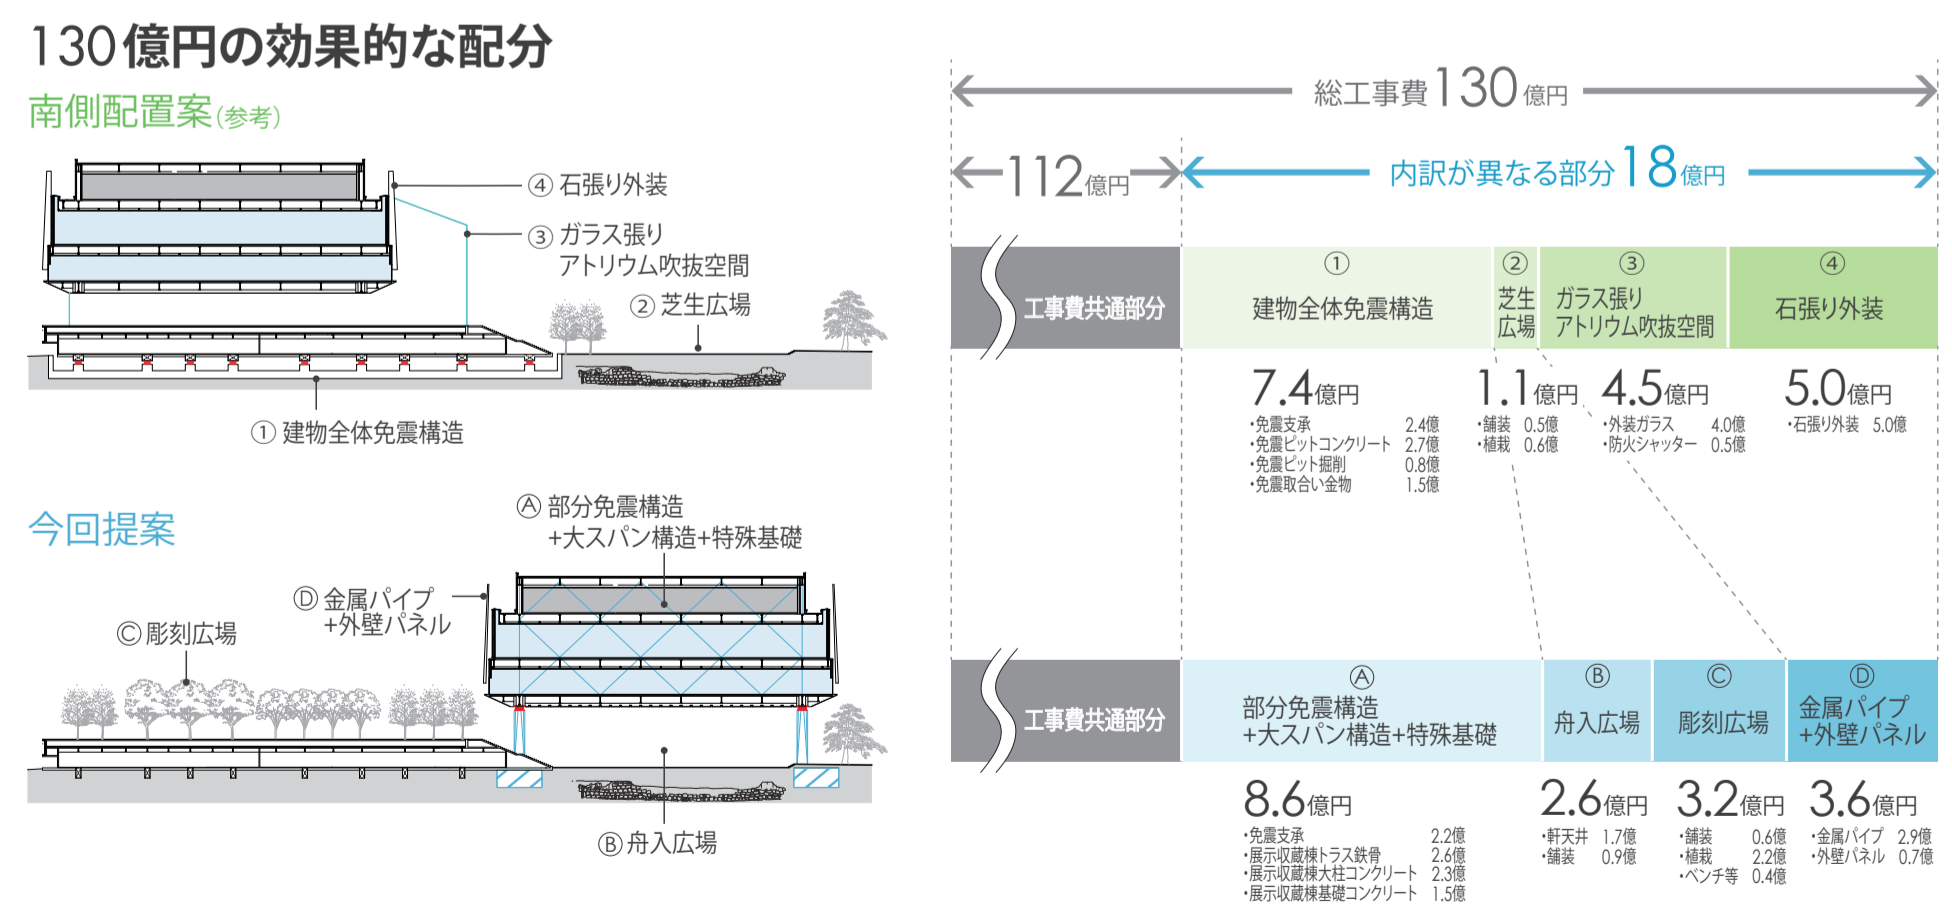 130億円の効果的な配分
南側配置案(参考)
④ 石張り外装
③ ガラス張り
アトリウム吹抜空間
② 芝生広場
① 建物全体免震構造
今回提案
Ⓐ 部分免震構造
+大スパン構造+特殊基礎
Ⓓ 金属パイプ
+外壁パネル
Ⓒ 彫刻広場
Ⓑ 舟入広場
総工事費130億円
112億円
内訳が異なる部分18億円
工事費共通部分
①
建物全体免震構造
②
芝生
広場
③
ガラス張り
アトリウム吹抜空間
④
石張り外装
7.4億円
・免震支承 2.4億
・免震ピットコンクリート 2.7億
・免震ピット掘削 0.8億
・免震取合い金物 1.5億
1.1億円
・舗装 0.5億
・植栽 0.6億
4.5億円
・外装ガラス 4.0億
・防火シャッター 0.5億
5.0億円
・石張り外装 5.0億
工事費共通部分
Ⓐ
部分免震構造
+大スパン構造+特殊基礎
Ⓑ
舟入広場
Ⓒ
彫刻広場
Ⓓ
金属パイプ
+外壁パネル
8.6億円
・免震支承 2.2億
・展示収蔵棟トラス鉄骨 2.6億
・展示収蔵棟大柱コンクリート 2.3億
・展示収蔵棟基礎コンクリート 1.5億
2.6億円
・軒天井 1.7億
・舗装 0.9億
3.2億円
・舗装 0.6億
・植栽 2.2億
・ベンチ等 0.4億
3.6億円
・金属パイプ 2.9億
・外壁パネル 0.7億